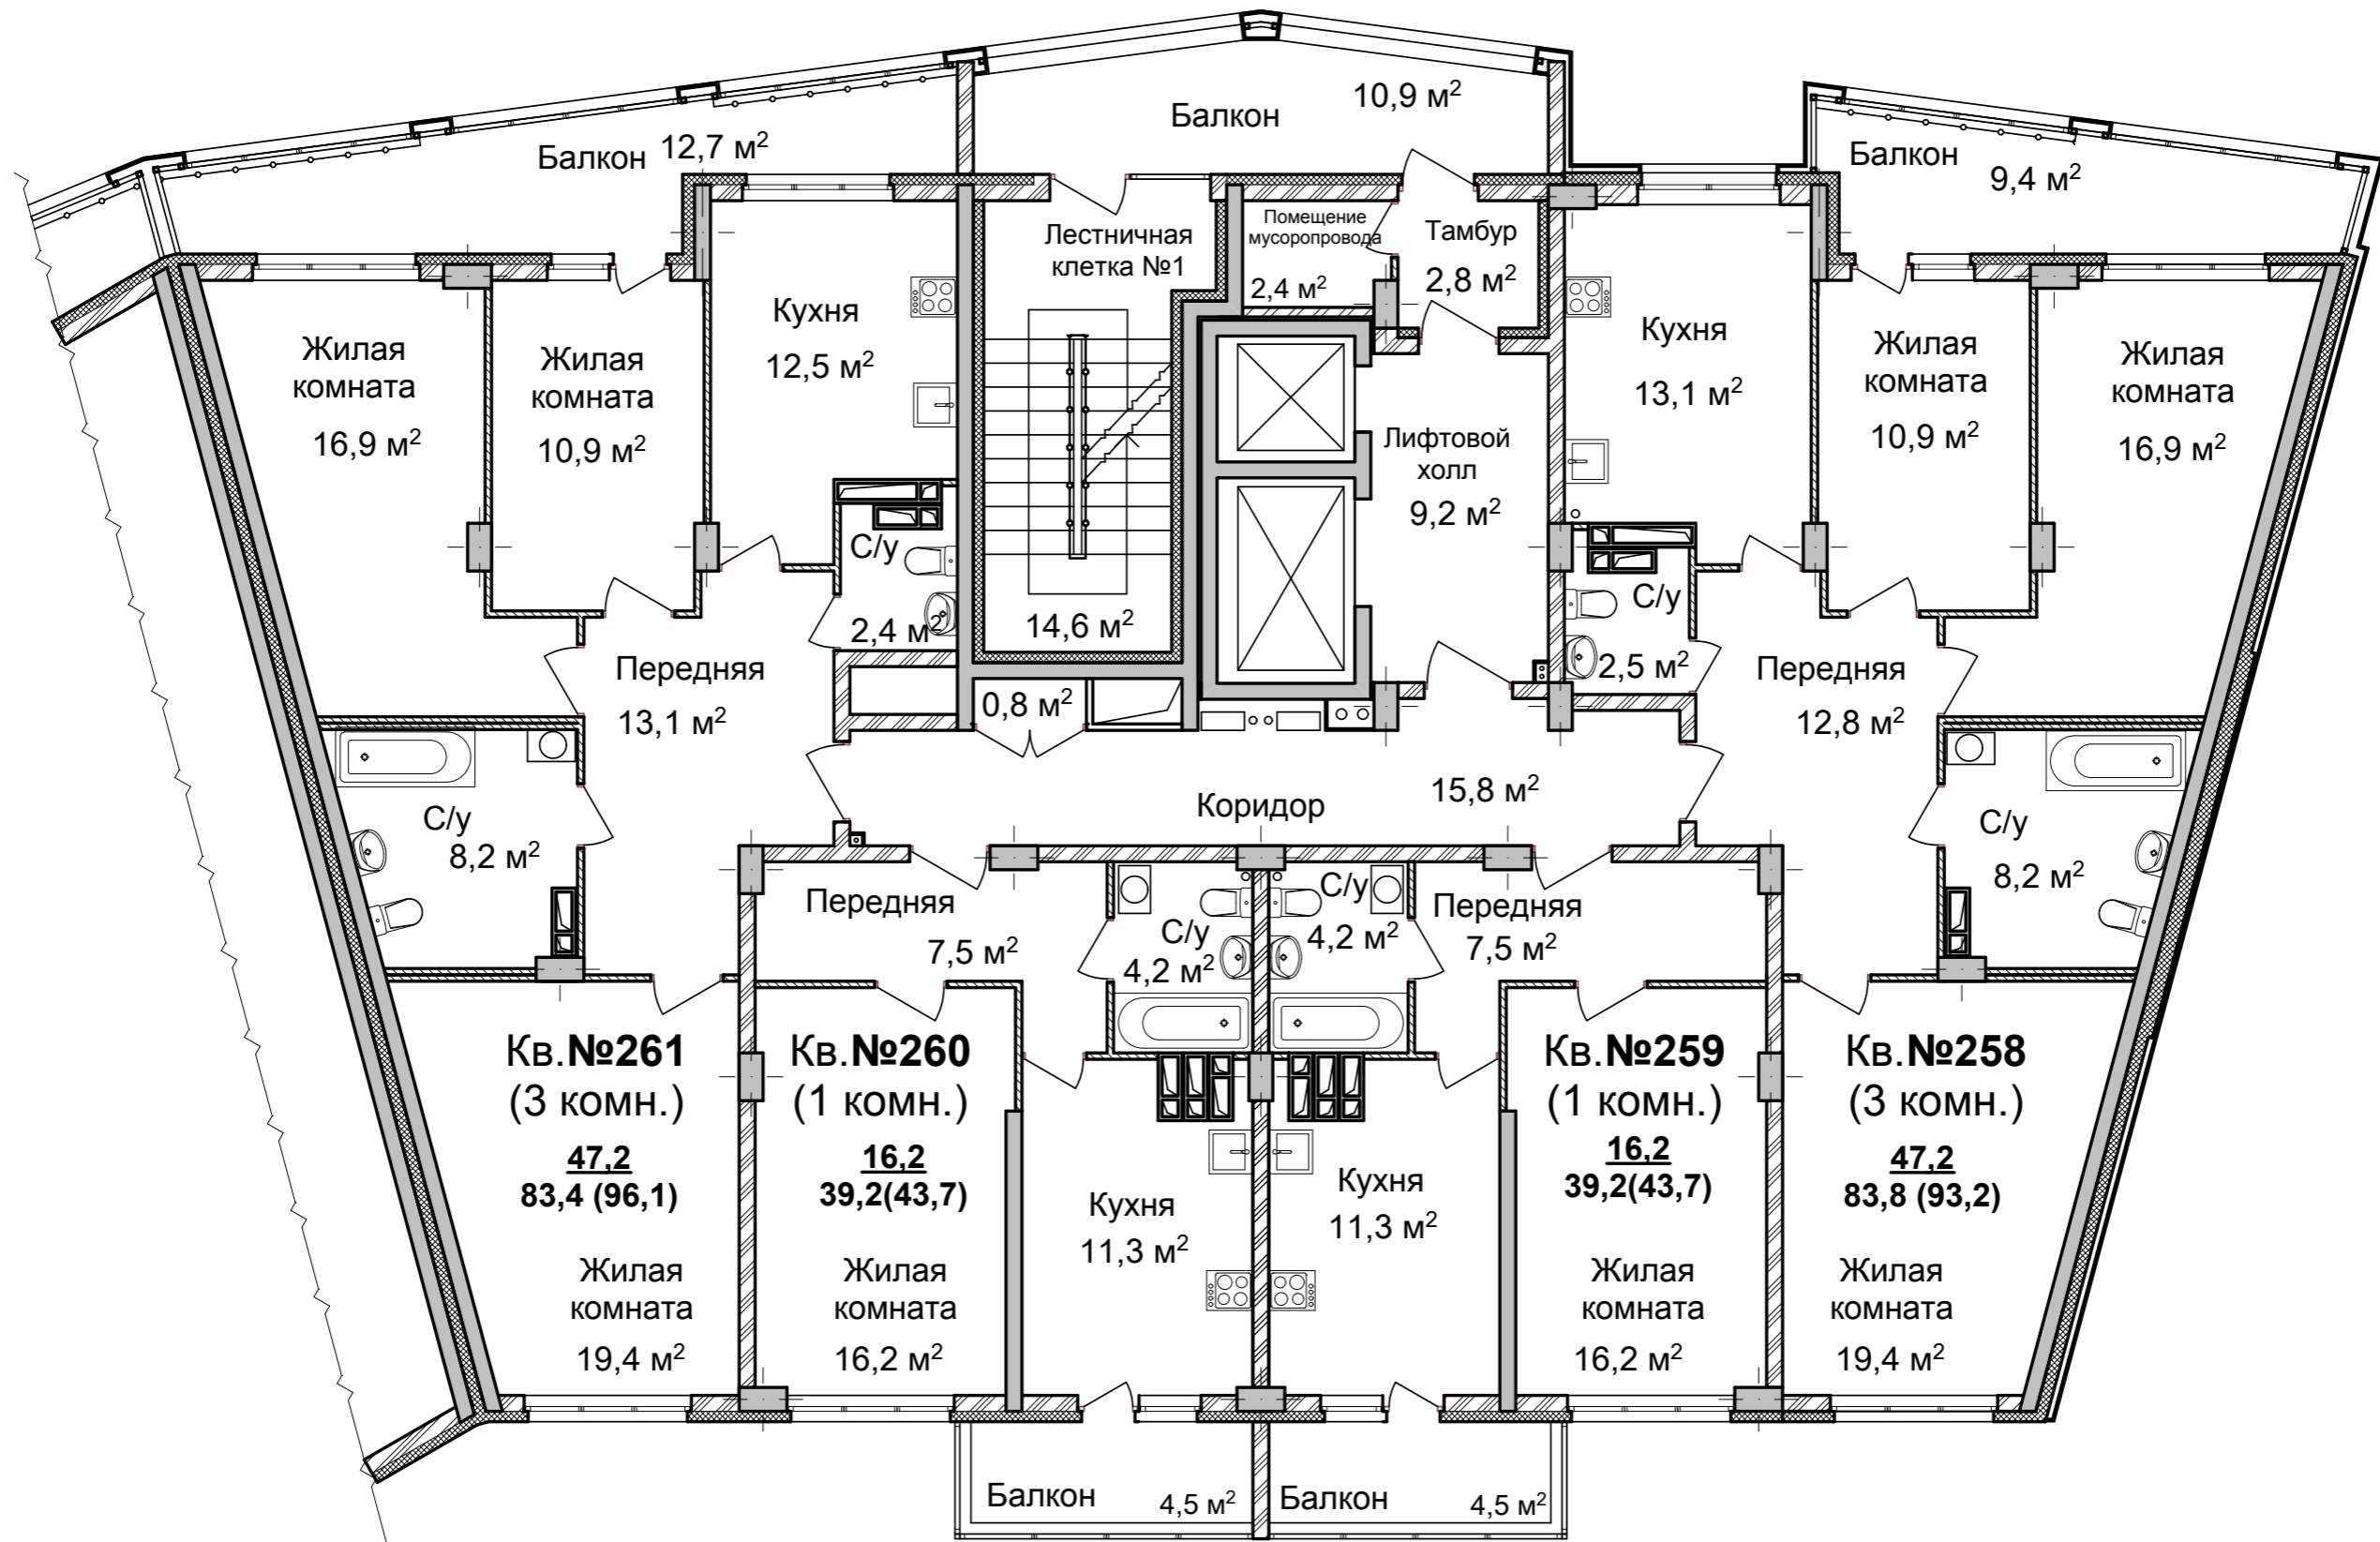 Балкон
10,9 м²
Балкон 12,7 м²
Балкон
9,4 м²
Лестничная
клетка №1
14,6 м²
Помещение
мусоропровода
2,4 м²
Тамбур
2,8 м²
Жилая
комната
16,9 м²
Жилая
комната
10,9 м²
Кухня
12,5 м²
Лифтовой
холл
9,2 м²
Кухня
13,1 м²
Жилая
комната
10,9 м²
Жилая
комната
16,9 м²
С/у
2,4 м²
С/у
2,5 м²
Передняя
13,1 м²
0,8 м²
Передняя
12,8 м²
С/у
8,2 м²
Коридор
15,8 м²
С/у
8,2 м²
Передняя
7,5 м²
С/у
4,2 м²
С/у
4,2 м²
Передняя
7,5 м²
Кв.№261
(3 комн.)
47,2
83,4 (96,1)
Жилая
комната
19,4 м²
Кв.№260
(1 комн.)
16,2
39,2(43,7)
Жилая
комната
16,2 м²
Кухня
11,3 м²
Кухня
11,3 м²
Кв.№259
(1 комн.)
16,2
39,2(43,7)
Жилая
комната
16,2 м²
Кв.№258
(3 комн.)
47,2
83,8 (93,2)
Жилая
комната
19,4 м²
Балкон
4,5 м²
Балкон
4,5 м²